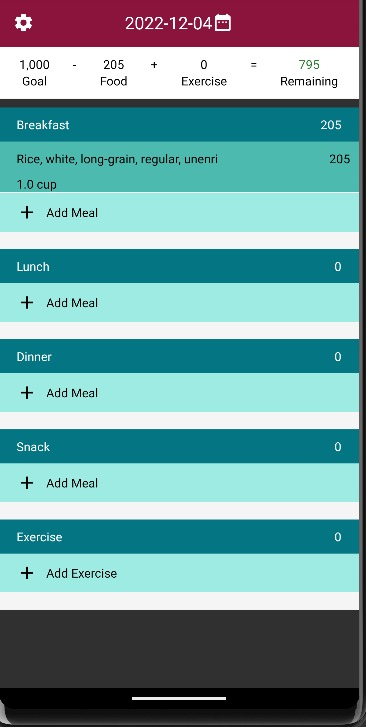 2022-12-04
1,000 - 205 + 0 = 795
Goal Food Exercise Remaining
Breakfast 205
Rice, white, long-grain, regular, unenri 205
1.0 cup
+ Add Meal
Lunch 0
+ Add Meal
Dinner 0
+ Add Meal
Snack 0
+ Add Meal
Exercise 0
+ Add Exercise